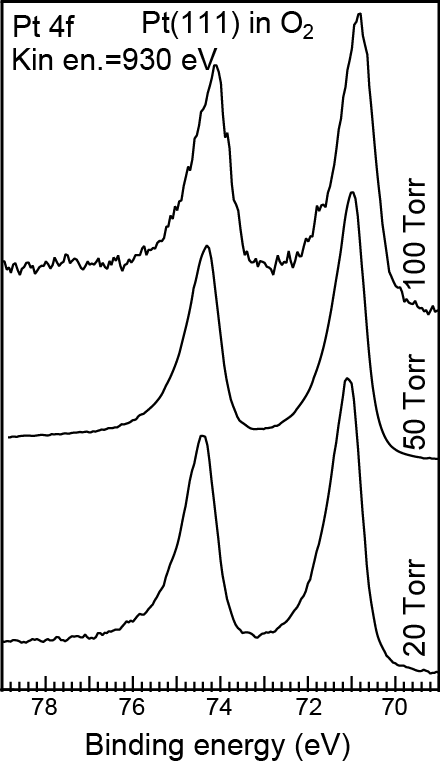 Pt 4f
Pt(111) in O₂
Kin en.=930 eV
100 Torr
50 Torr
20 Torr
78 76 74 72 70
Binding energy (eV)